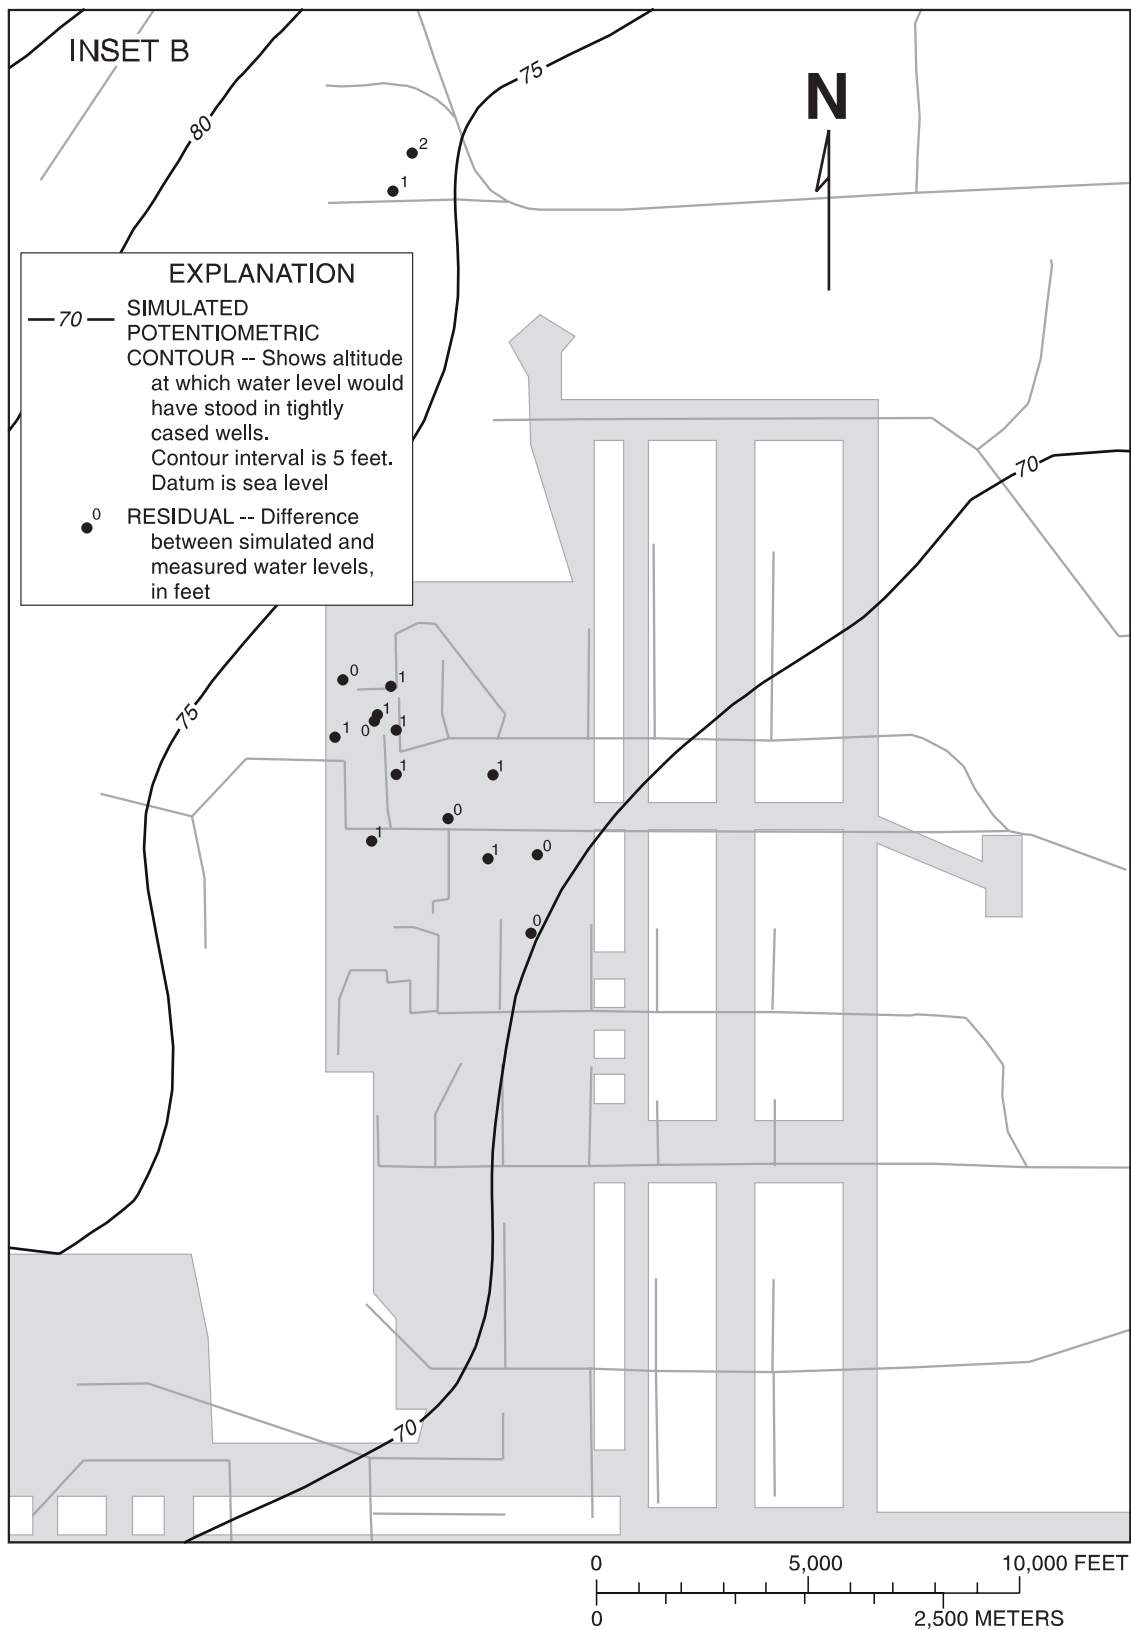 INSET B
75
80
N
2
1
EXPLANATION
70
SIMULATED
POTENTIOMETRIC
CONTOUR -- Shows altitude
at which water level would
have stood in tightly
cased wells.
Contour interval is 5 feet.
Datum is sea level
0
RESIDUAL -- Difference
between simulated and
measured water levels,
in feet
70
0
1
75
1
1
0
1
1
1
0
1
1
0
0
70
0 5,000 10,000 FEET
0 2,500 METERS